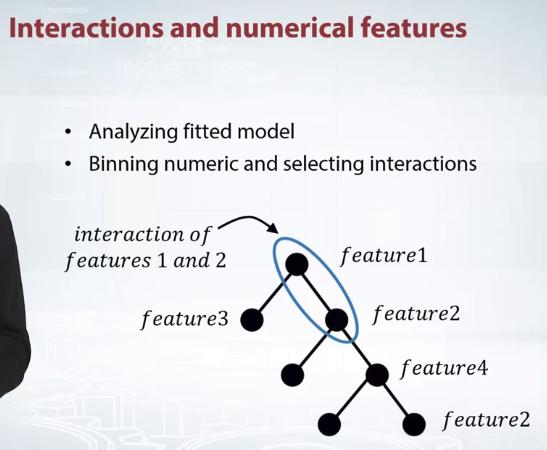 Interactions and numerical features
• Analyzing fitted model
• Binning numeric and selecting interactions
interaction of
features 1 and 2
feature1
feature3
feature2
feature4
feature2